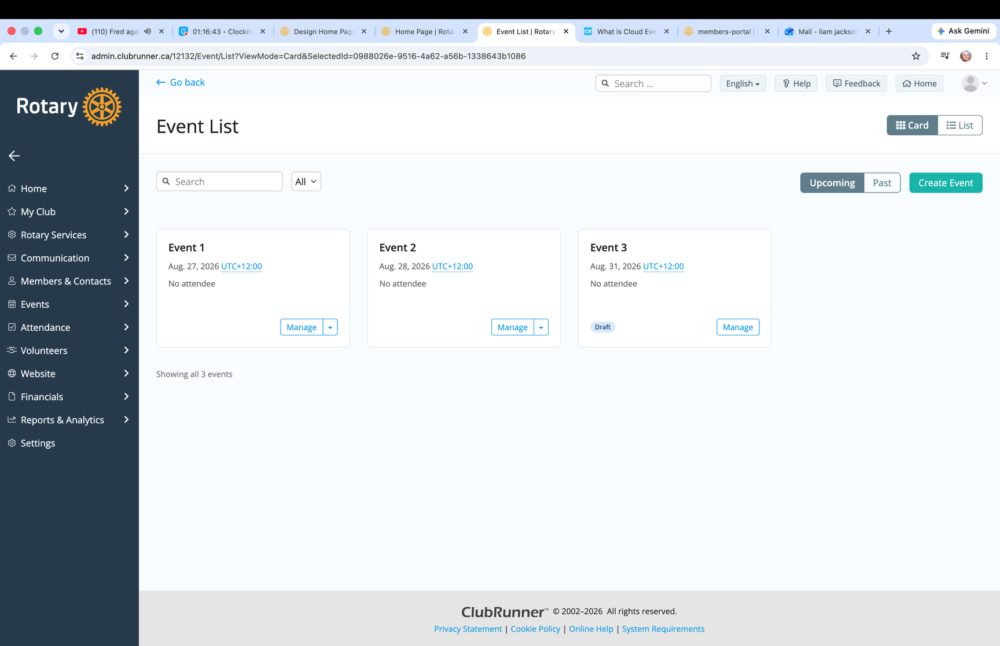 (110) Fred aga
01:16:43 • Clockify
Design Home Page
Home Page | Rotar
Event List | Rotary
CR
What is Cloud Eve
members-portal |
Mail - liam jackson
Ask Gemini
admin.clubrunner.ca/12132/Event/List?ViewMode=Card&SelectedId=0988026e-9516-4a62-a56b-1338643b1086
Rotary
Home
My Club
Rotary Services
Communication
Members & Contacts
Events
Attendance
Volunteers
Website
Financials
Reports & Analytics
Settings
Go back
Search ...
English
Help
Feedback
Home
Event List
Card
List
Search
All
Upcoming
Past
Create Event
Event 1
Aug. 27, 2026 UTC+12:00
No attendee
Manage
Event 2
Aug. 28, 2026 UTC+12:00
No attendee
Manage
Event 3
Aug. 31, 2026 UTC+12:00
No attendee
Draft
Manage
Showing all 3 events
ClubRunner™ © 2002–2026 All rights reserved.
Privacy Statement | Cookie Policy | Online Help | System Requirements